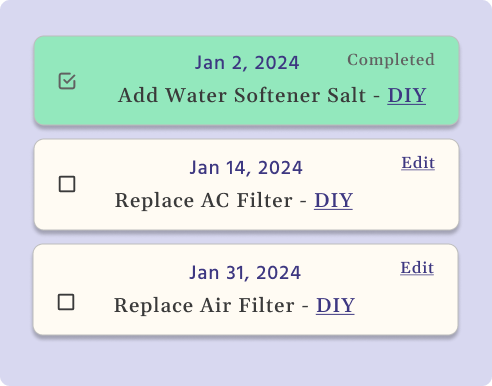 Jan 2, 2024 Completed
Add Water Softener Salt - DIY
Jan 14, 2024 Edit
Replace AC Filter - DIY
Jan 31, 2024 Edit
Replace Air Filter - DIY